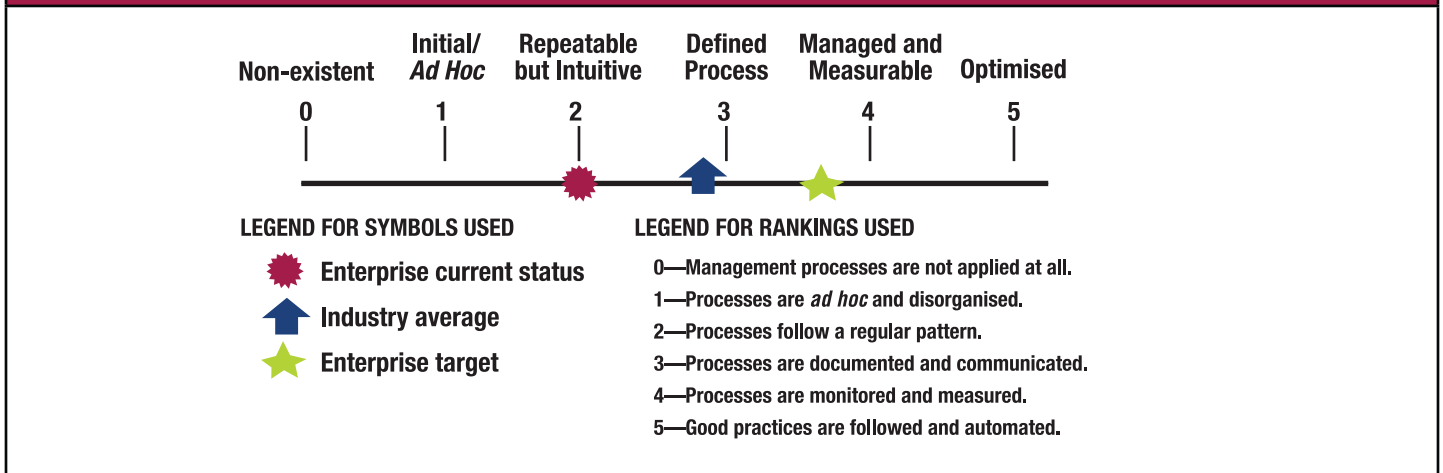 Non-existent
Initial/
Ad Hoc
Repeatable
but Intuitive
Defined
Process
Managed and
Measurable
Optimised
0 1 2 3 4 5
LEGEND FOR SYMBOLS USED
Enterprise current status
Industry average
Enterprise target
LEGEND FOR RANKINGS USED
0—Management processes are not applied at all.
1—Processes are ad hoc and disorganised.
2—Processes follow a regular pattern.
3—Processes are documented and communicated.
4—Processes are monitored and measured.
5—Good practices are followed and automated.